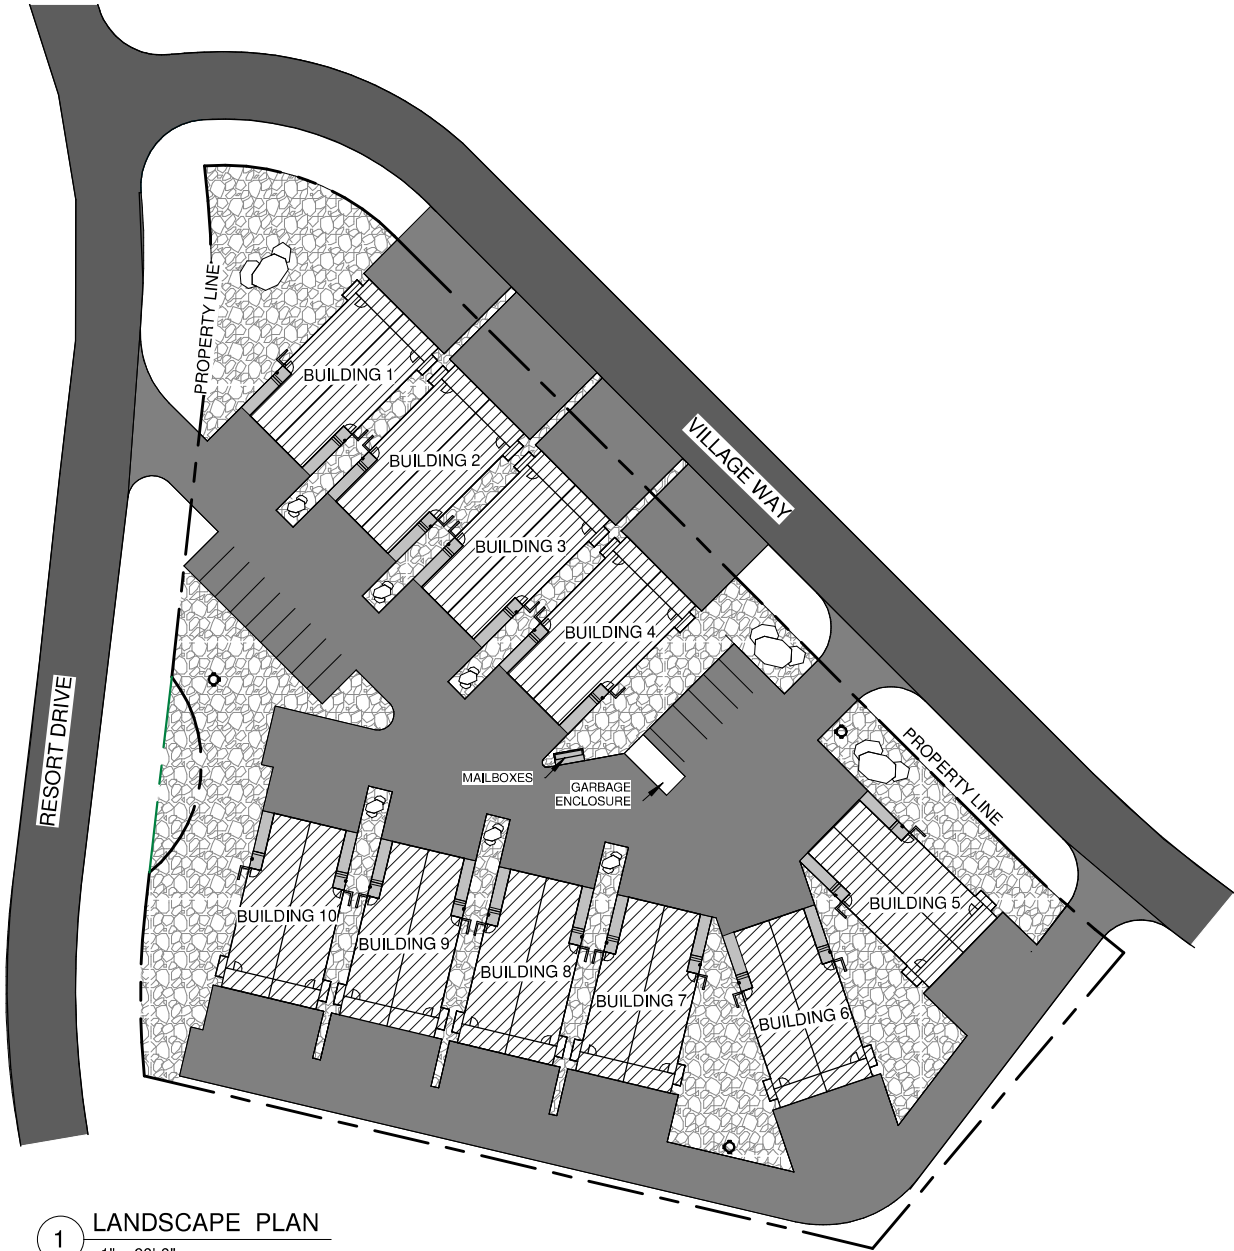 PROPERTY LINE
BUILDING 1
BUILDING 2
VILLAGE WAY
BUILDING 3
BUILDING 4
RESORT DRIVE
MAILBOXES
GARBAGE
ENCLOSURE
PROPERTY LINE
BUILDING 5
BUILDING 10
BUILDING 9
BUILDING 8
BUILDING 7
BUILDING 6
1
LANDSCAPE PLAN